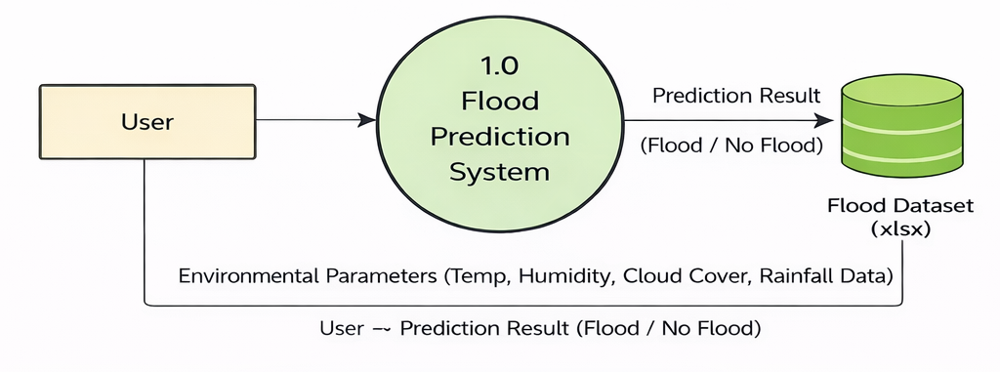 User
1.0
Flood
Prediction
System
Prediction Result
(Flood / No Flood)
Flood Dataset
(xlsx)
Environmental Parameters (Temp, Humidity, Cloud Cover, Rainfall Data)
User ⤳ Prediction Result (Flood / No Flood)